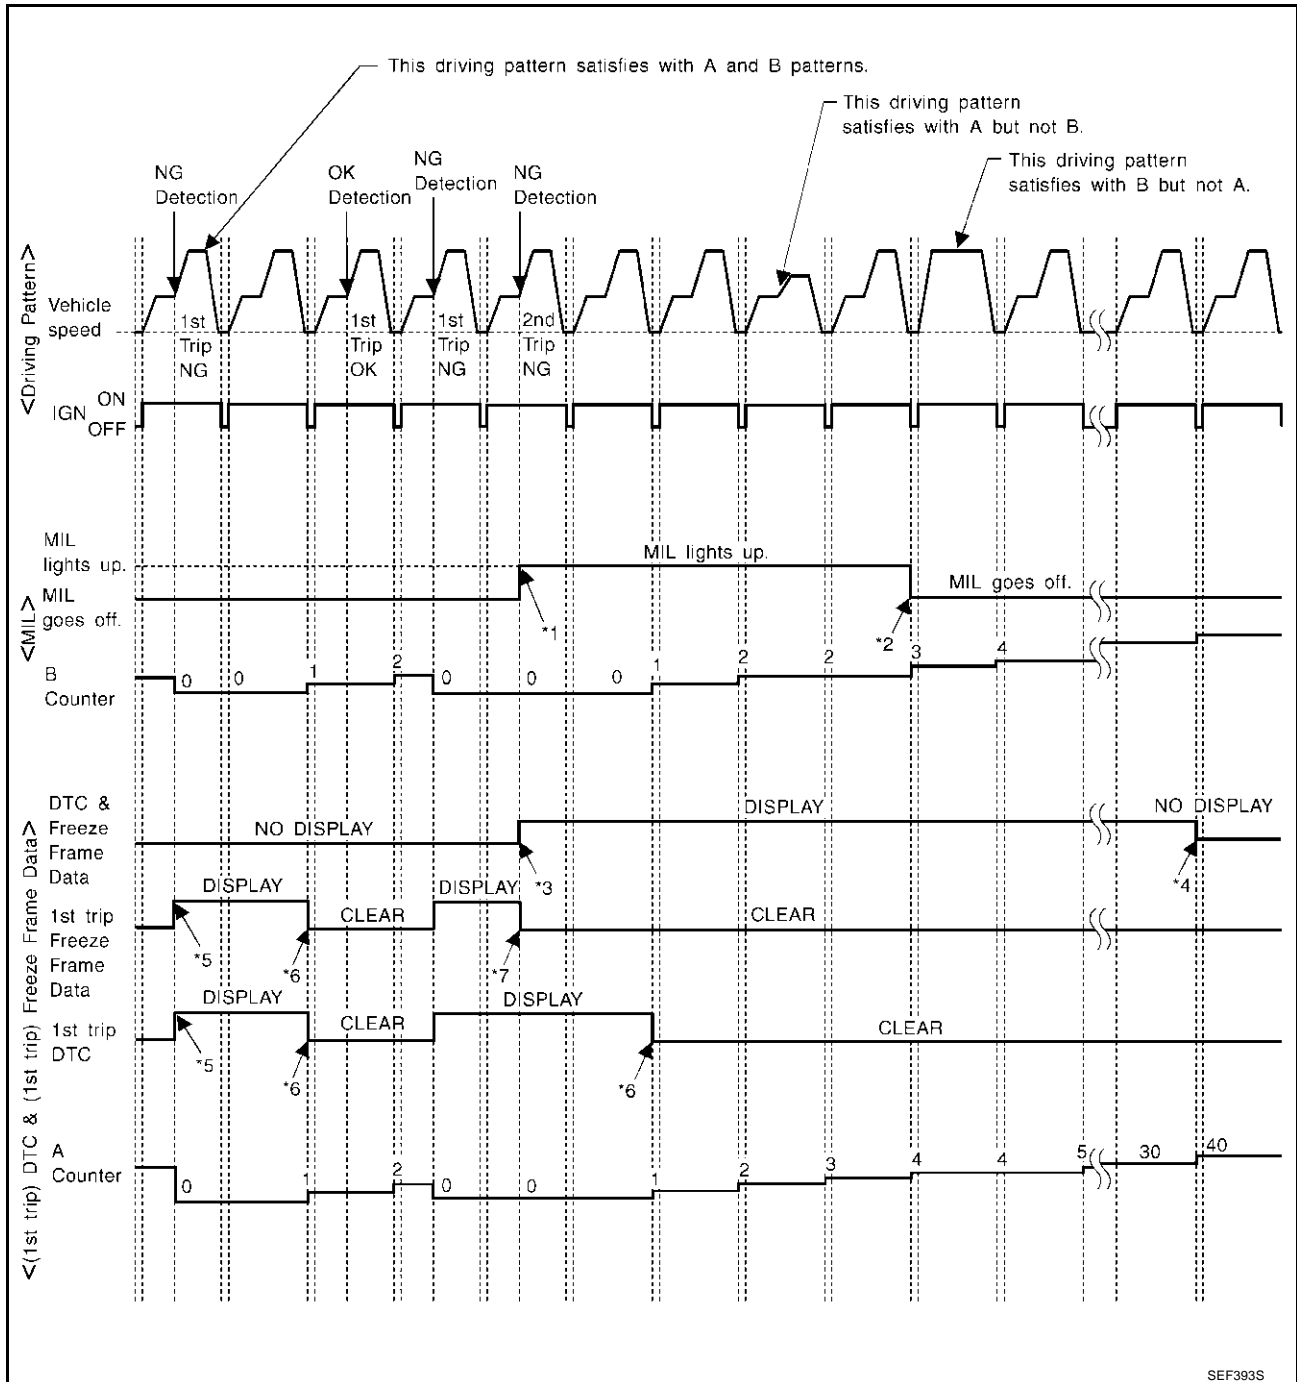 This driving pattern satisfies with A and B patterns.
This driving pattern
satisfies with A but not B.
This driving pattern
satisfies with B but not A.
NG
Detection
OK
Detection
NG
Detection
NG
Detection
<Driving Pattern>
Vehicle
speed
1st
Trip
NG
1st
Trip
OK
1st
Trip
NG
2nd
Trip
NG
IGN
ON
OFF
<MIL>
MIL
lights up.
MIL lights up.
MIL
goes off.
MIL goes off.
*1
*2
B
Counter
0 0 1 2 0 0 0 1 2 2 3 4
<(1st trip) DTC & (1st trip) Freeze Frame Data>
DTC &
Freeze
Frame
Data
NO DISPLAY
DISPLAY
NO DISPLAY
*3
*4
1st trip
Freeze
Frame
Data
DISPLAY
CLEAR
DISPLAY
CLEAR
*5
*6
*7
1st trip
DTC
DISPLAY
CLEAR
DISPLAY
CLEAR
*5
*6
*6
A
Counter
0 1 2 0 0 1 2 3 4 4 5 30 40
SEF393S